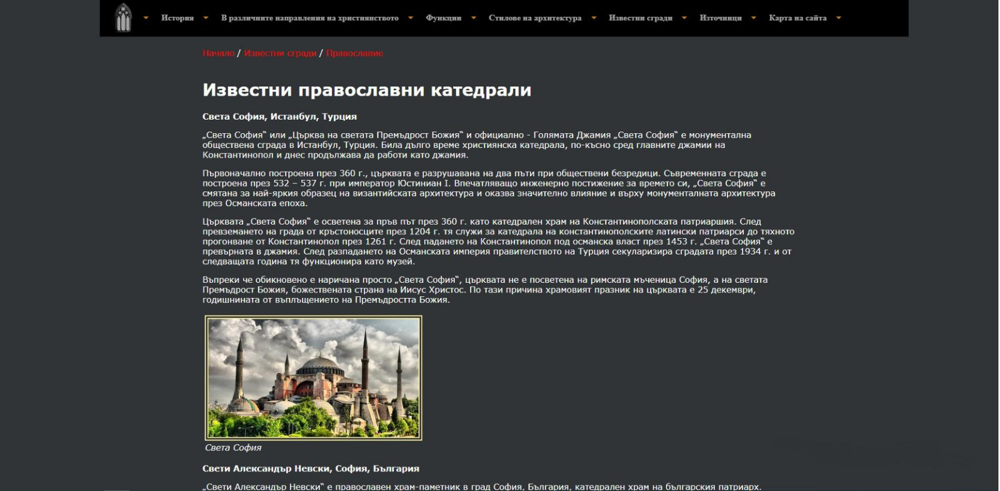 История В различните направления на християнството Функции Стилове на архитектура Известни сгради Източници Карта на сайта
Начало / Известни сгради / Православие
Известни православни катедрали
Света София, Истанбул, Турция
„Света София“ или „Църква на светата Премъдрост Божия“ и официално - Голямата Джамия „Света София“ е монументална
обществена сграда в Истанбул, Турция. Била дълго време християнска катедрала, по-късно сред главните джамии на
Константинопол и днес продължава да работи като джамия.
Първоначално построена през 360 г., църквата е разрушавана на два пъти при обществени безредици. Съвременната сграда е
построена през 532 – 537 г. при император Юстиниан I. Впечатляващо инженерно постижение за времето си, „Света София“ е
смятана за най-яркия образец на византийската архитектура и оказва значително влияние и върху монументалната архитектура
през Османската епоха.
Църквата „Света София“ е осветена за пръв път през 360 г. като катедрален храм на Константинополската патриаршия. След
превземането на града от кръстоносците през 1204 г. тя служи за катедрала на константинополските латински патриарси до тяхното
прогонване от Константинопол през 1261 г. След падането на Константинопол под османска власт през 1453 г. „Света София“ е
превърната в джамия. След разпадането на Османската империя правителството на Турция секуларизира сградата през 1934 г. и от
следващата година тя функционира като музей.
Въпреки че обикновено е наричана просто „Света София“, църквата не е посветена на римската мъченица София, а на светата
Премъдрост Божия, божествената страна на Иисус Христос. По тази причина храмовият празник на църквата е 25 декември,
годишнината от въплъщението на Премъдростта Божия.
Света София
Свети Александър Невски, София, България
„Свети Александър Невски“ е православен храм-паметник в град София, България, катедрален храм на българския патриарх.